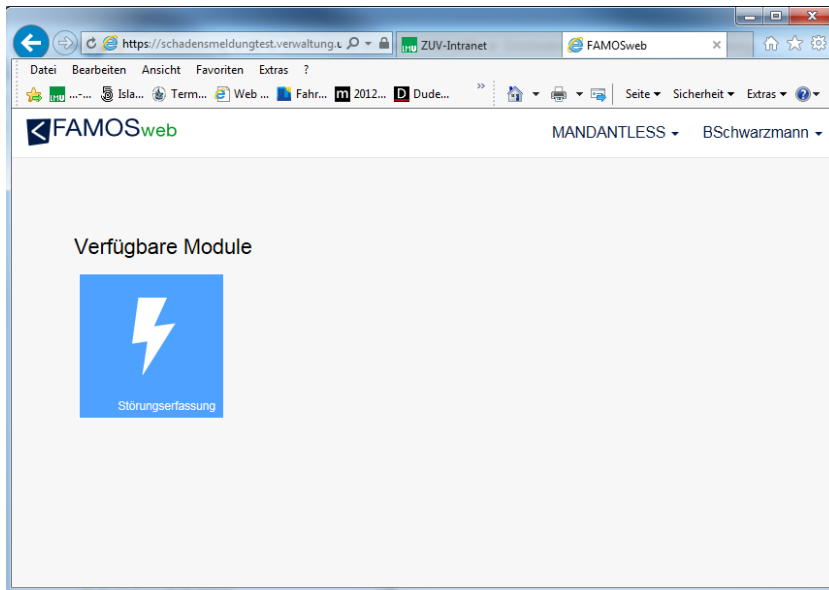 https://schadensmeldungtest.verwaltung.u
ZUV-Intranet
FAMOSweb
Datei Bearbeiten Ansicht Favoriten Extras ?
...-... Isla... Term... Web ... Fahr... 2012... Dude... »
Seite Sicherheit Extras
FAMOSweb
MANDANTLESS BSchwarzmann
Verfügbare Module
Störungserfassung